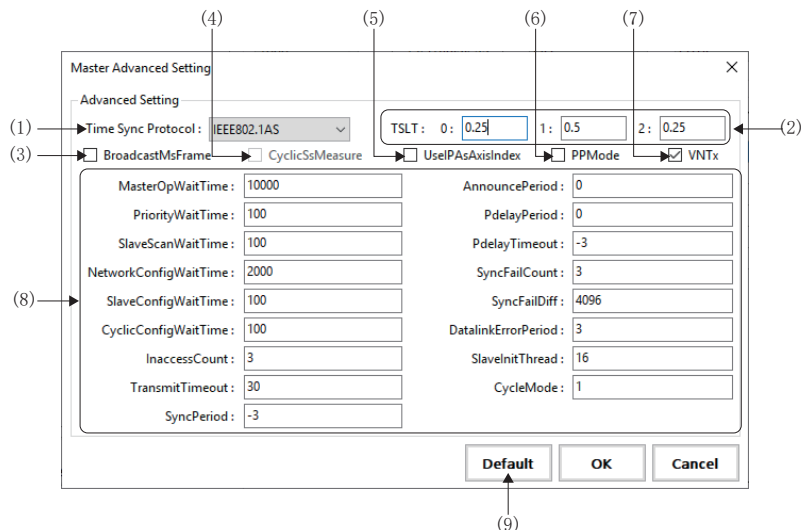 (4) (5) (6) (7)
Master Advanced Setting
Advanced Setting
(1) Time Sync Protocol : IEEE802.1AS TSLT : 0 : 0.25 1 : 0.5 2 : 0.25 (2)
(3) BroadcastMsFrame CyclicSsMeasure UseIPAsAxisIndex PPMode VNTx
MasterOpWaitTime : 10000 AnnouncePeriod : 0
PriorityWaitTime : 100 PdelayPeriod : 0
SlaveScanWaitTime : 100 PdelayTimeout : -3
NetworkConfigWaitTime : 2000 SyncFailCount : 3
(8) SlaveConfigWaitTime : 100 SyncFailDiff : 4096
CyclicConfigWaitTime : 100 DatalinkErrorPeriod : 3
InaccessCount : 3 SlaveInitThread : 16
TransmitTimeout : 30 CycleMode : 1
SyncPeriod : -3
Default OK Cancel
(9)